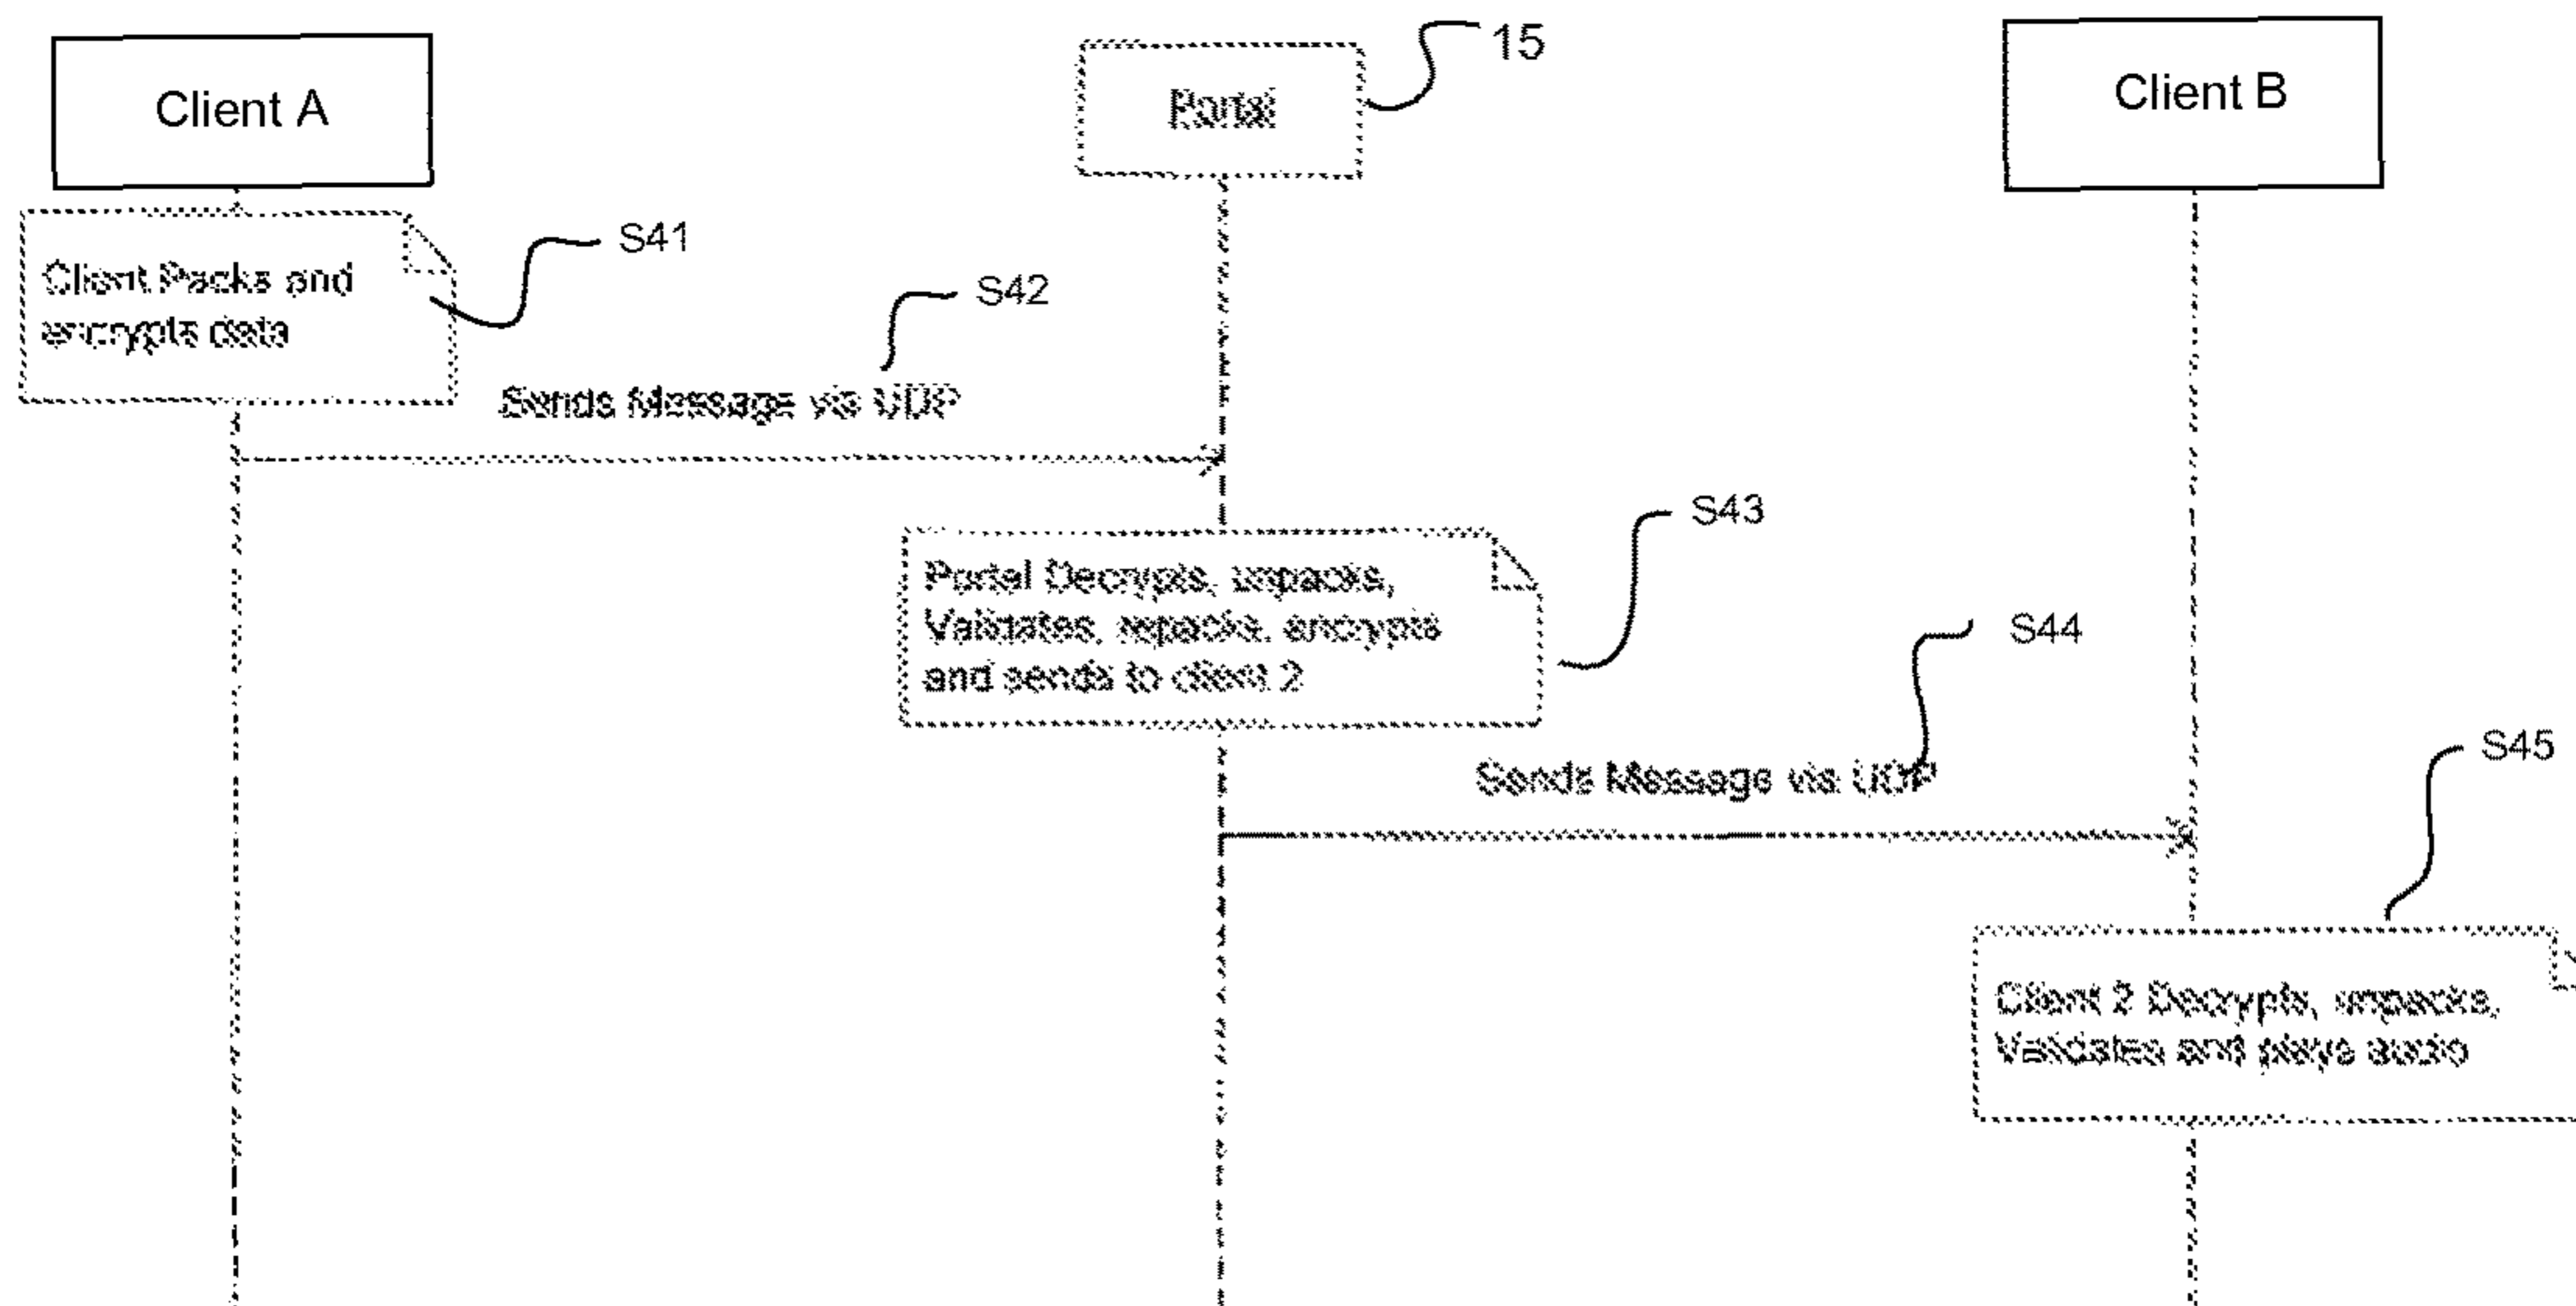 Client A
Portal
15
Client B
S41
Client Packs and
encrypts data
S42
Sends Message via UDP
S43
Portal Decrypts, unpacks,
Validates, repacks, encrypts
and sends to client 2
S44
Sends Message via UDP
S45
Client 2 Decrypts, unpacks,
Validates and plays audio